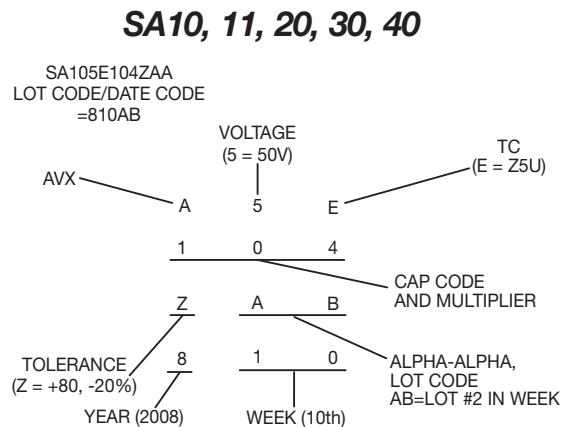 SA10, 11, 20, 30, 40
SA105E104ZAA
LOT CODE/DATE CODE
=810AB
VOLTAGE
(5 = 50V)
TC
(E = Z5U)
AVX
A 5 E
1 0 4
CAP CODE
AND MULTIPLIER
Z A B
TOLERANCE
(Z = +80, -20%)
8 1 0
ALPHA-ALPHA,
LOT CODE
AB=LOT #2 IN WEEK
YEAR (2008)
WEEK (10th)